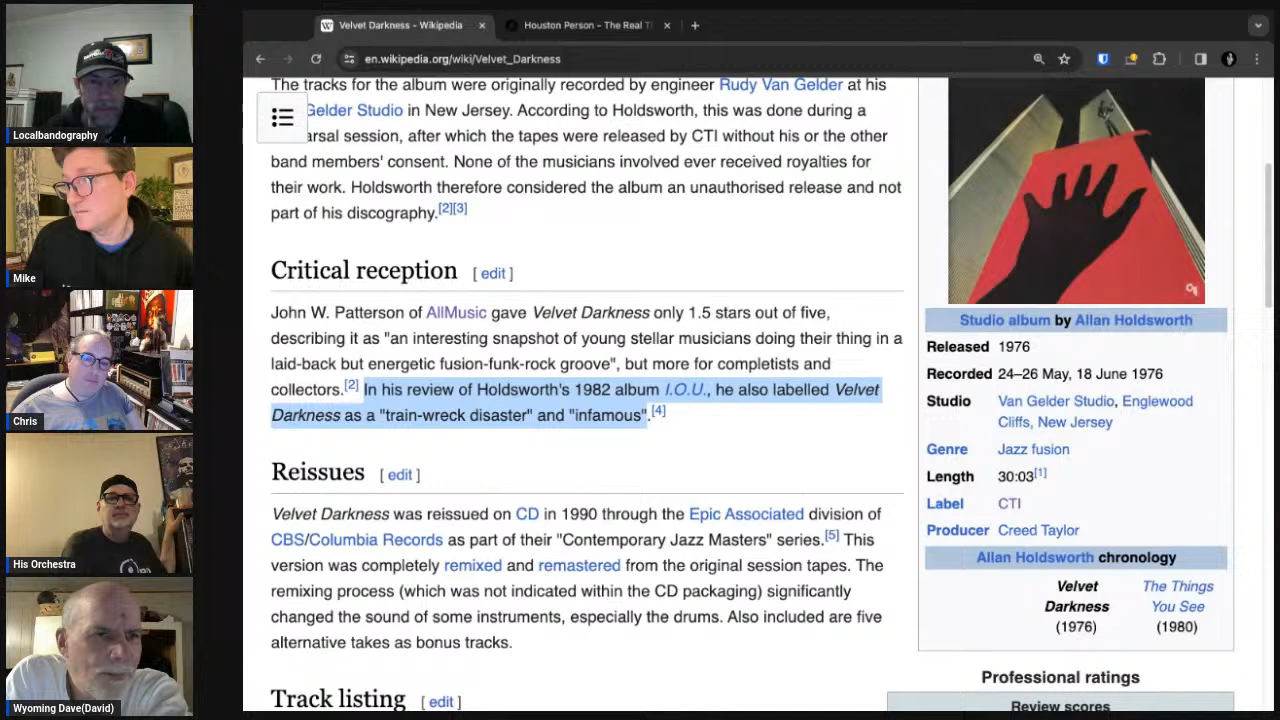 Localbandography
Mike
Chris
His Orchestra
Wyoming Dave(David)
Velvet Darkness - Wikipedia
Houston Person - The Real T
en.wikipedia.org/wiki/Velvet_Darkness
The tracks for the album were originally recorded by engineer Rudy Van Gelder at his
Gelder Studio in New Jersey. According to Holdsworth, this was done during a
arsal session, after which the tapes were released by CTI without his or the other
band members' consent. None of the musicians involved ever received royalties for
their work. Holdsworth therefore considered the album an unauthorised release and not
part of his discography.[2][3]
Critical reception [ edit ]
John W. Patterson of AllMusic gave Velvet Darkness only 1.5 stars out of five,
describing it as "an interesting snapshot of young stellar musicians doing their thing in a
laid-back but energetic fusion-funk-rock groove", but more for completists and
collectors.[2] In his review of Holdsworth's 1982 album I.O.U., he also labelled Velvet
Darkness as a "train-wreck disaster" and "infamous".[4]
Reissues [ edit ]
Velvet Darkness was reissued on CD in 1990 through the Epic Associated division of
CBS/Columbia Records as part of their "Contemporary Jazz Masters" series.[5] This
version was completely remixed and remastered from the original session tapes. The
remixing process (which was not indicated within the CD packaging) significantly
changed the sound of some instruments, especially the drums. Also included are five
alternative takes as bonus tracks.
Track listing [ edit ]
Studio album by Allan Holdsworth
Released 1976
Recorded 24–26 May, 18 June 1976
Studio Van Gelder Studio, Englewood
Cliffs, New Jersey
Genre Jazz fusion
Length 30:03[1]
Label CTI
Producer Creed Taylor
Allan Holdsworth chronology
Velvet The Things
Darkness You See
(1976) (1980)
Professional ratings
Review scores